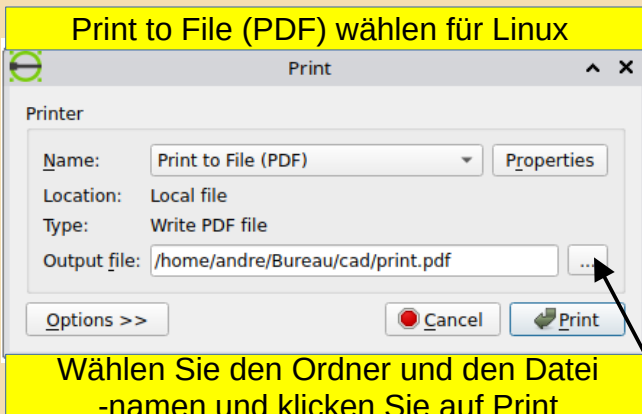 Print to File (PDF) wählen für Linux
Print
Printer
Name: Print to File (PDF) Properties
Location: Local file
Type: Write PDF file
Output file: /home/andre/Bureau/cad/print.pdf ...
Options >> Cancel Print
Wählen Sie den Ordner und den Datei
-namen und klicken Sie auf Print